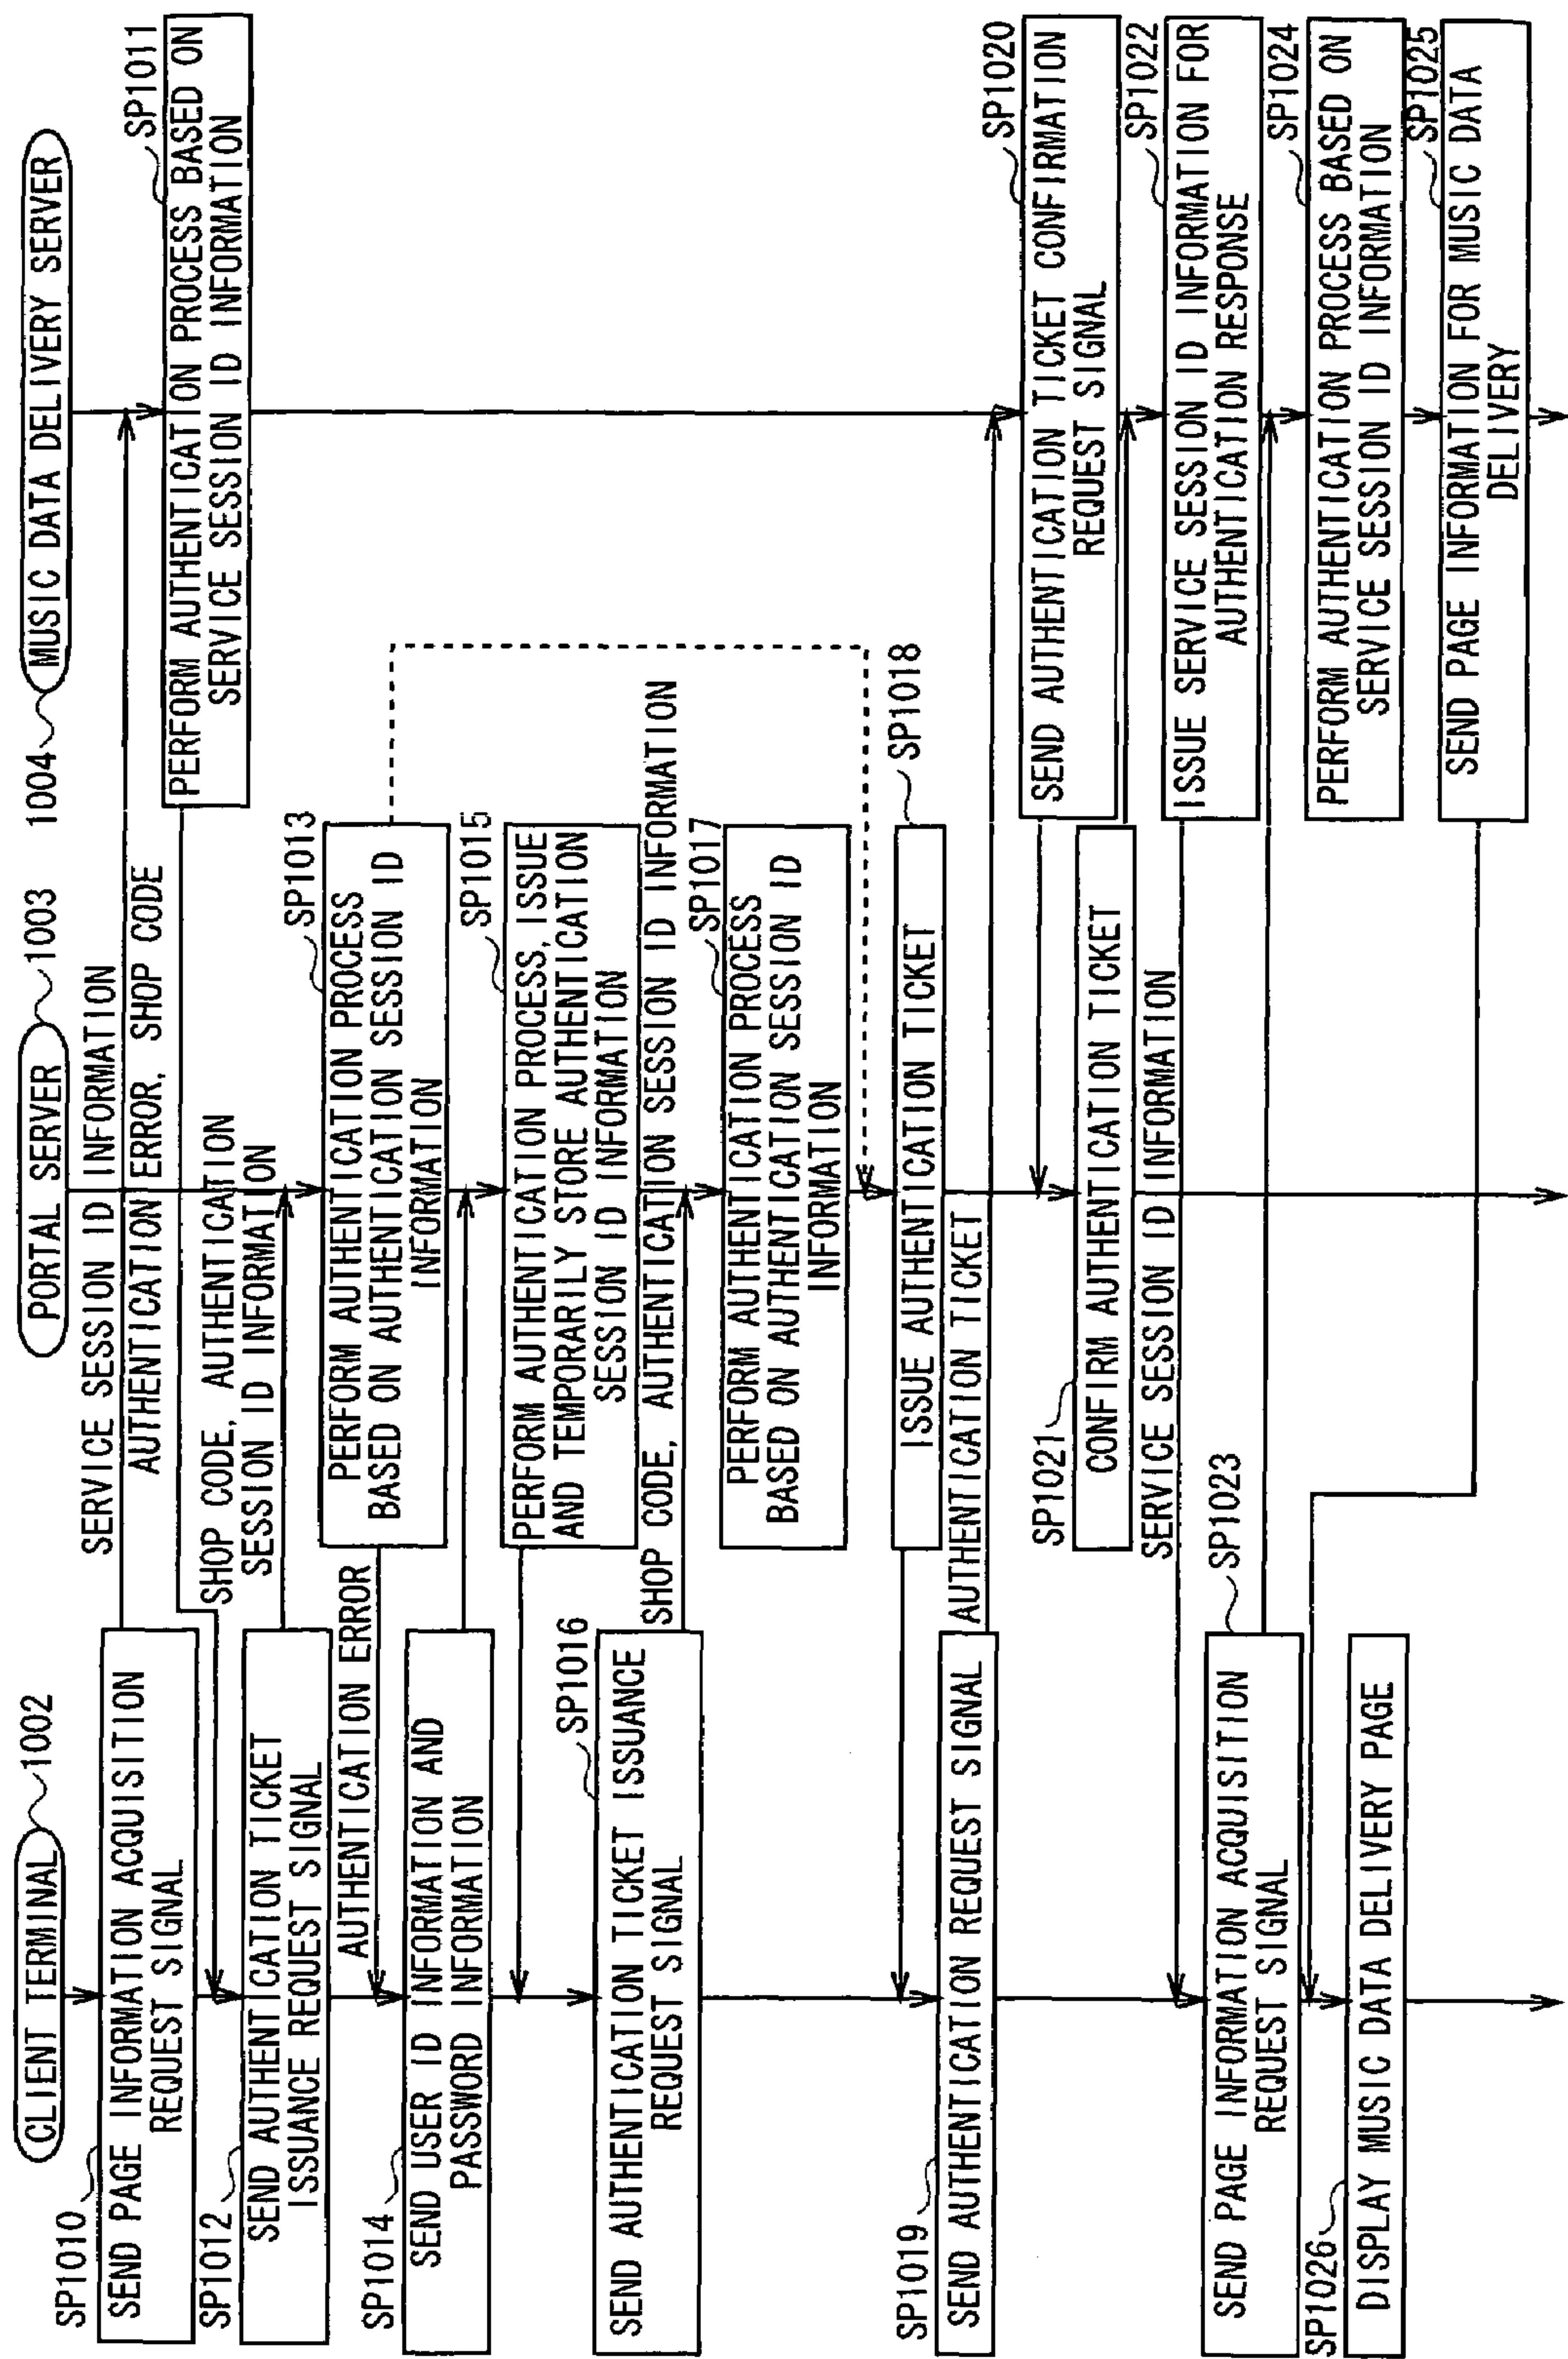 CLIENT TERMINAL
1002
PORTAL SERVER
1003
MUSIC DATA DELIVERY SERVER
1004
SP1010
SEND PAGE INFORMATION ACQUISITION
REQUEST SIGNAL
SERVICE SESSION ID INFORMATION
AUTHENTICATION ERROR, SHOP CODE
SP1011
PERFORM AUTHENTICATION PROCESS BASED ON
SERVICE SESSION ID INFORMATION
SP1012
SEND AUTHENTICATION TICKET
ISSUANCE REQUEST SIGNAL
SHOP CODE, AUTHENTICATION
SESSION ID INFORMATION
SP1013
PERFORM AUTHENTICATION PROCESS
BASED ON AUTHENTICATION SESSION ID
INFORMATION
AUTHENTICATION ERROR
SP1014
SEND USER ID INFORMATION AND
PASSWORD INFORMATION
SP1015
PERFORM AUTHENTICATION PROCESS, ISSUE
AND TEMPORARILY STORE AUTHENTICATION
SESSION ID INFORMATION
SP1016
SEND AUTHENTICATION TICKET ISSUANCE
REQUEST SIGNAL
SHOP CODE, AUTHENTICATION SESSION ID INFORMATION
SP1017
PERFORM AUTHENTICATION PROCESS
BASED ON AUTHENTICATION SESSION ID
INFORMATION
SP1018
ISSUE AUTHENTICATION TICKET
SP1019
SEND AUTHENTICATION REQUEST SIGNAL
AUTHENTICATION TICKET
SP1020
SEND AUTHENTICATION TICKET CONFIRMATION
REQUEST SIGNAL
SP1021
CONFIRM AUTHENTICATION TICKET
SP1022
ISSUE SERVICE SESSION ID INFORMATION FOR
AUTHENTICATION RESPONSE
SERVICE SESSION ID INFORMATION
SP1023
SEND PAGE INFORMATION ACQUISITION
REQUEST SIGNAL
SP1024
PERFORM AUTHENTICATION PROCESS BASED ON
SERVICE SESSION ID INFORMATION
SP1025
SEND PAGE INFORMATION FOR MUSIC DATA
DELIVERY
SP1026
DISPLAY MUSIC DATA DELIVERY PAGE